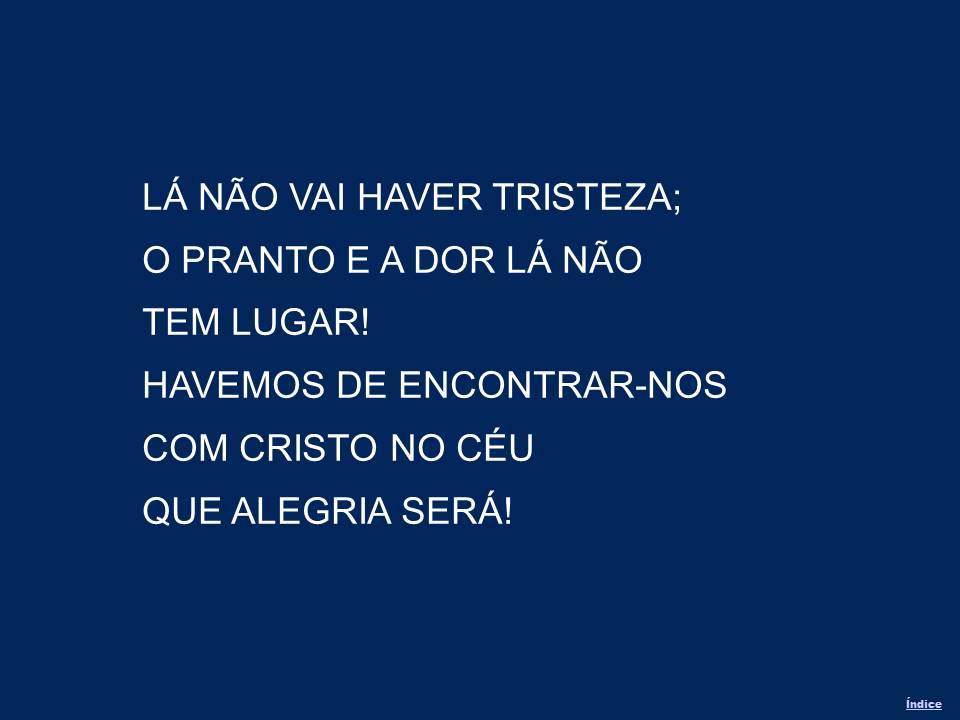 LÁ NÃO VAI HAVER TRISTEZA;
O PRANTO E A DOR LÁ NÃO
TEM LUGAR!
HAVEMOS DE ENCONTRAR-NOS
COM CRISTO NO CÉU
QUE ALEGRIA SERÁ!
Índice